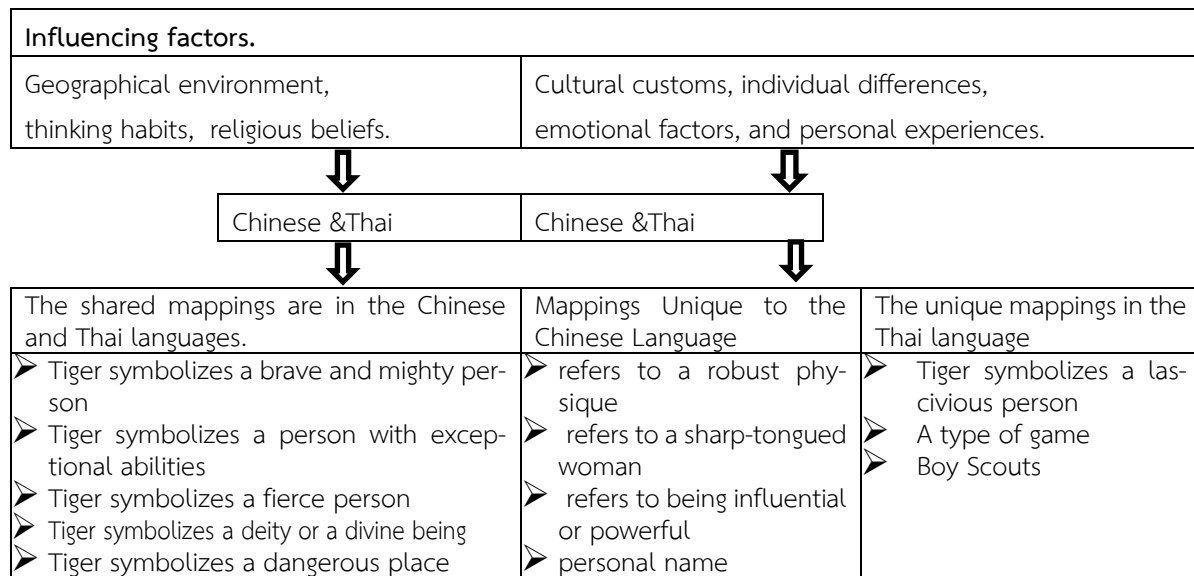 Influencing factors.
Geographical environment,
thinking habits, religious beliefs.
Cultural customs, individual differences,
emotional factors, and personal experiences.
Chinese &Thai
Chinese &Thai
The shared mappings are in the Chinese
and Thai languages.
➢ Tiger symbolizes a brave and mighty per-
son
➢ Tiger symbolizes a person with excep-
tional abilities
➢ Tiger symbolizes a fierce person
➢ Tiger symbolizes a deity or a divine being
➢ Tiger symbolizes a dangerous place
Mappings Unique to the
Chinese Language
➢ refers to a robust phy-
sique
➢ refers to a sharp-tongued
woman
➢ refers to being influential
or powerful
➢ personal name
The unique mappings in the
Thai language
➢ Tiger symbolizes a las-
civious person
➢ A type of game
➢ Boy Scouts